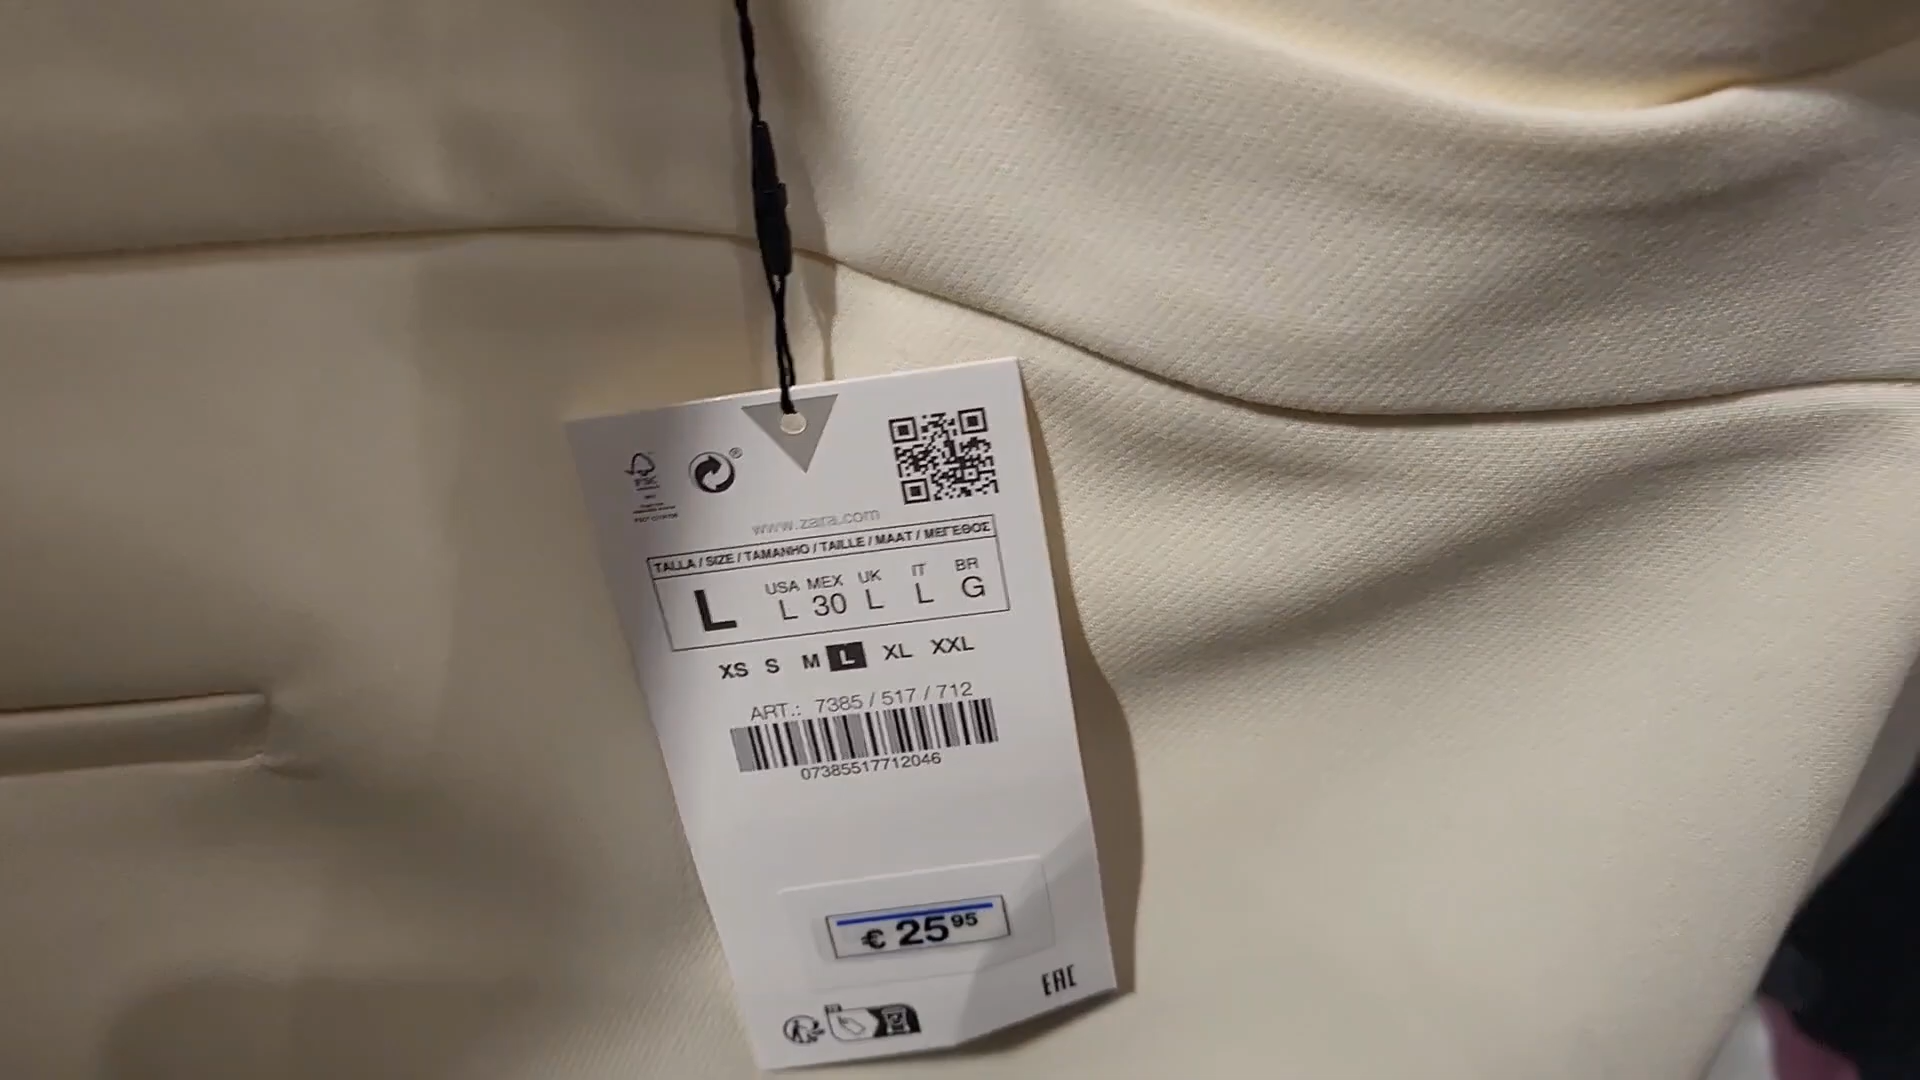 FSC
®
www.zara.com
TALLA / SIZE / TAMANHO / TAILLE / MAAT / ΜΕΓΕΘΟΣ
USA MEX UK IT BR
L L 30 L L G
XS S M L XL XXL
ART.: 7385 / 517 / 712
07385517712046
€ 25 95
EAC